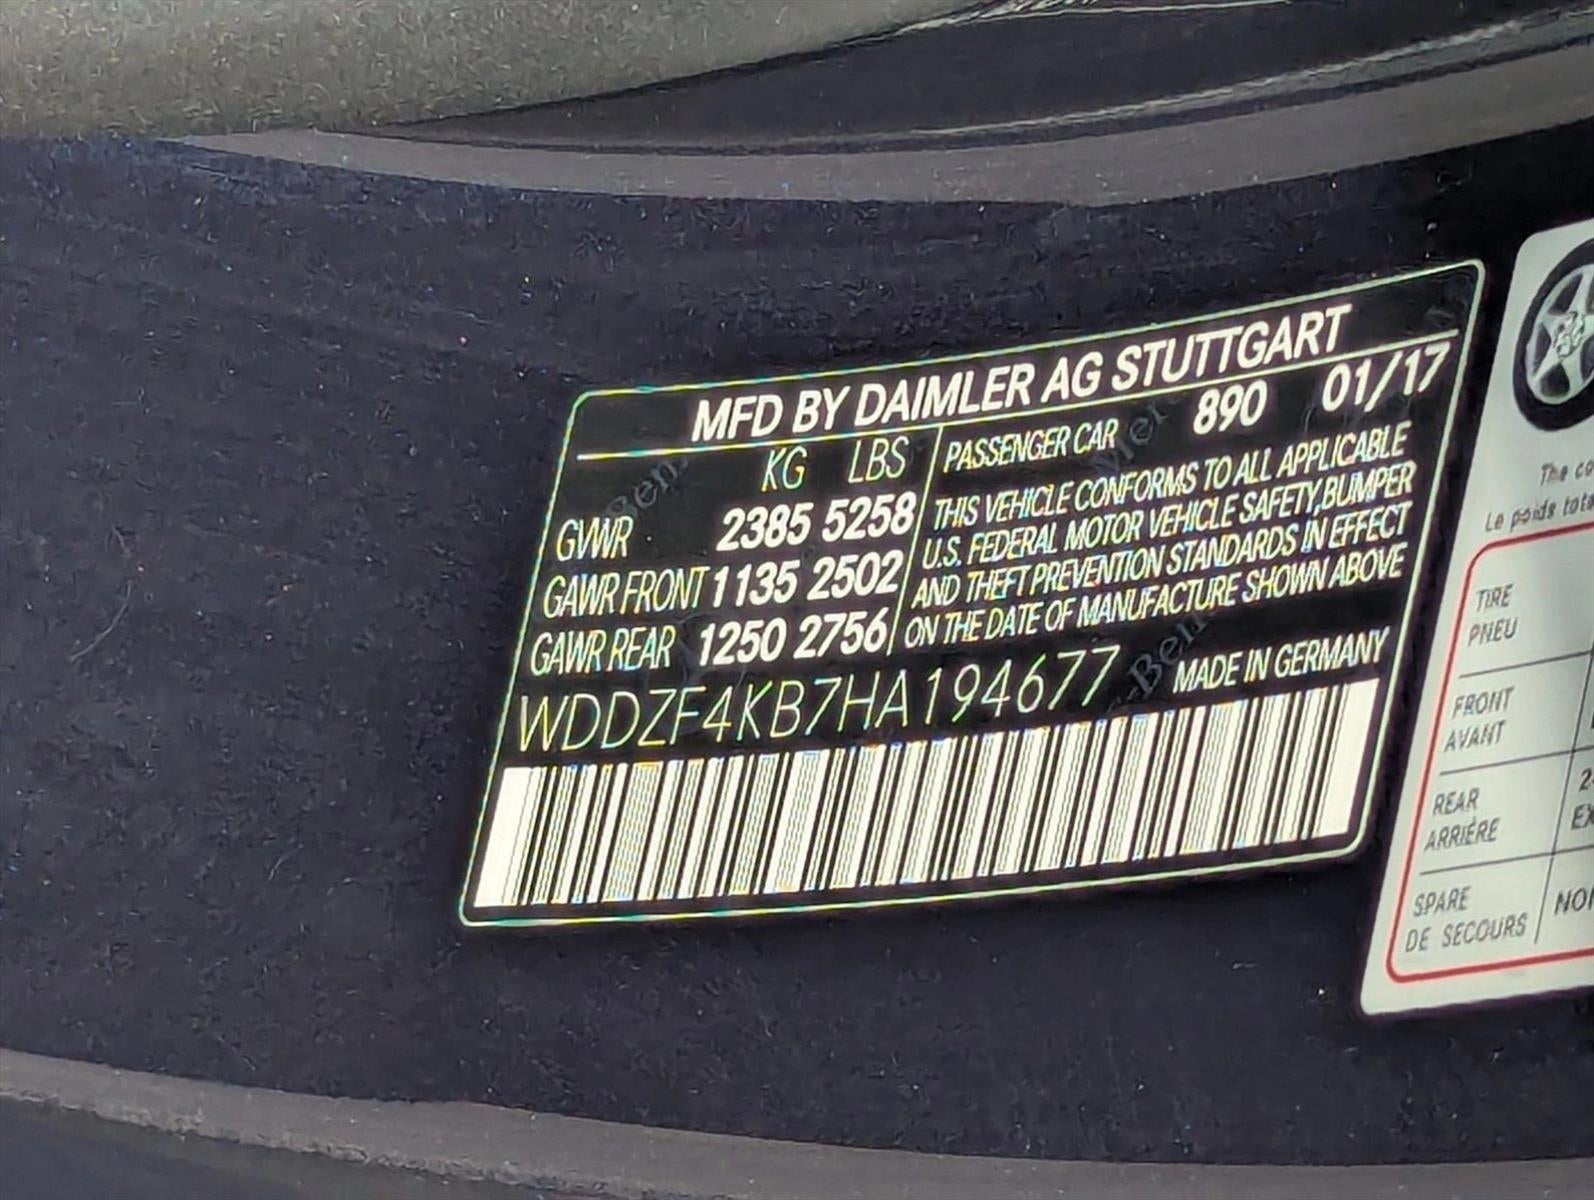 MFD BY DAIMLER AG STUTTGART
KG LBS
GVWR 2385 5258
GAWR FRONT 1135 2502
GAWR REAR 1250 2756
PASSENGER CAR 890 01/17
THIS VEHICLE CONFORMS TO ALL APPLICABLE
U.S. FEDERAL MOTOR VEHICLE SAFETY,BUMPER
AND THEFT PREVENTION STANDARDS IN EFFECT
ON THE DATE OF MANUFACTURE SHOWN ABOVE
WDDZF4KB7HA194677 MADE IN GERMANY
The
Le poids
TIRE
PNEU
FRONT
AVANT
REAR
ARRIÈRE
SPARE
DE SECOURS